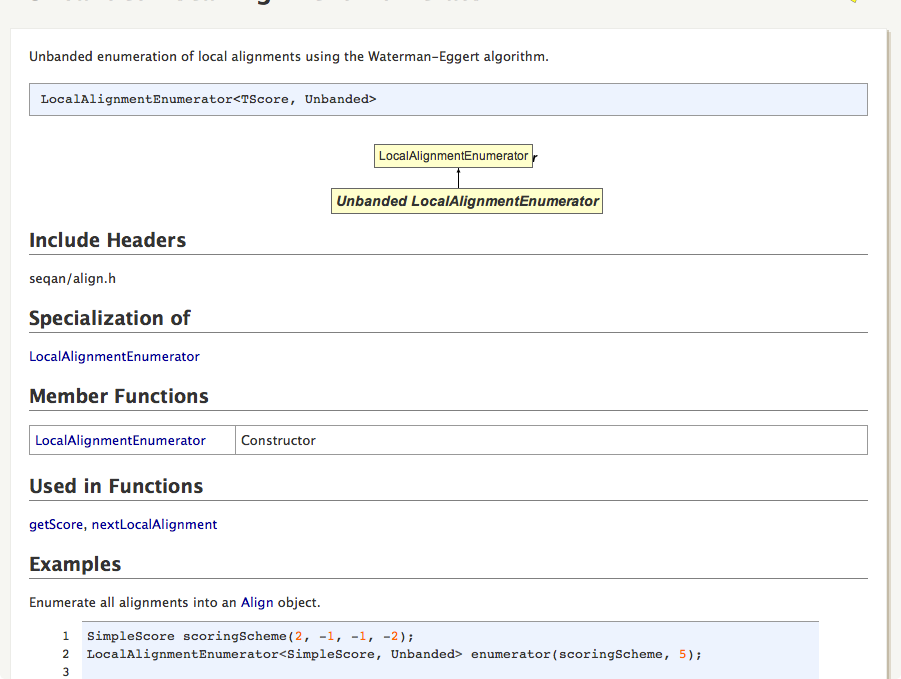 Unbanded enumeration of local alignments using the Waterman-Eggert algorithm.
LocalAlignmentEnumerator<TScore, Unbanded>
LocalAlignmentEnumerator
Unbanded LocalAlignmentEnumerator
Include Headers
seqan/align.h
Specialization of
LocalAlignmentEnumerator
Member Functions
LocalAlignmentEnumerator Constructor
Used in Functions
getScore, nextLocalAlignment
Examples
Enumerate all alignments into an Align object.
1 SimpleScore scoringScheme(2, -1, -1, -2);
2 LocalAlignmentEnumerator<SimpleScore, Unbanded> enumerator(scoringScheme, 5);
3